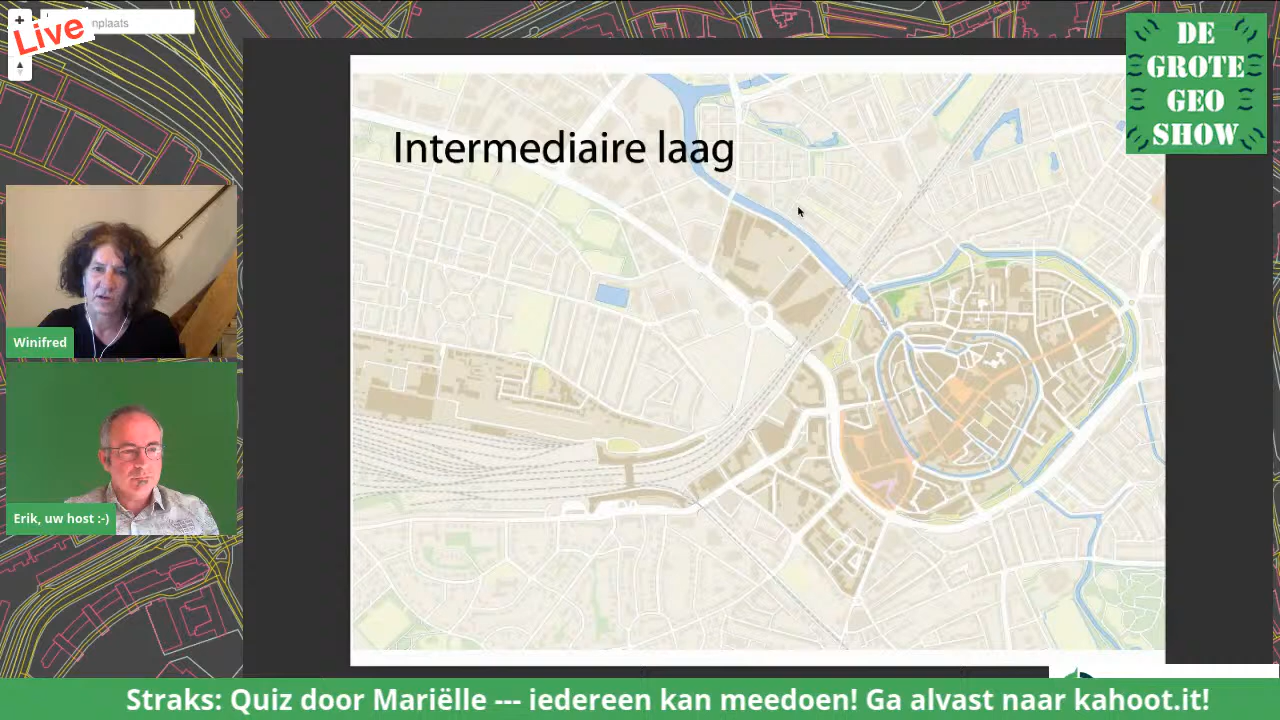 nplaats
Live
DE
GROTE
GEO
SHOW
Intermediaire laag
Winifred
Erik, uw host :-)
Straks: Quiz door Mariëlle --- iedereen kan meedoen! Ga alvast naar kahoot.it!